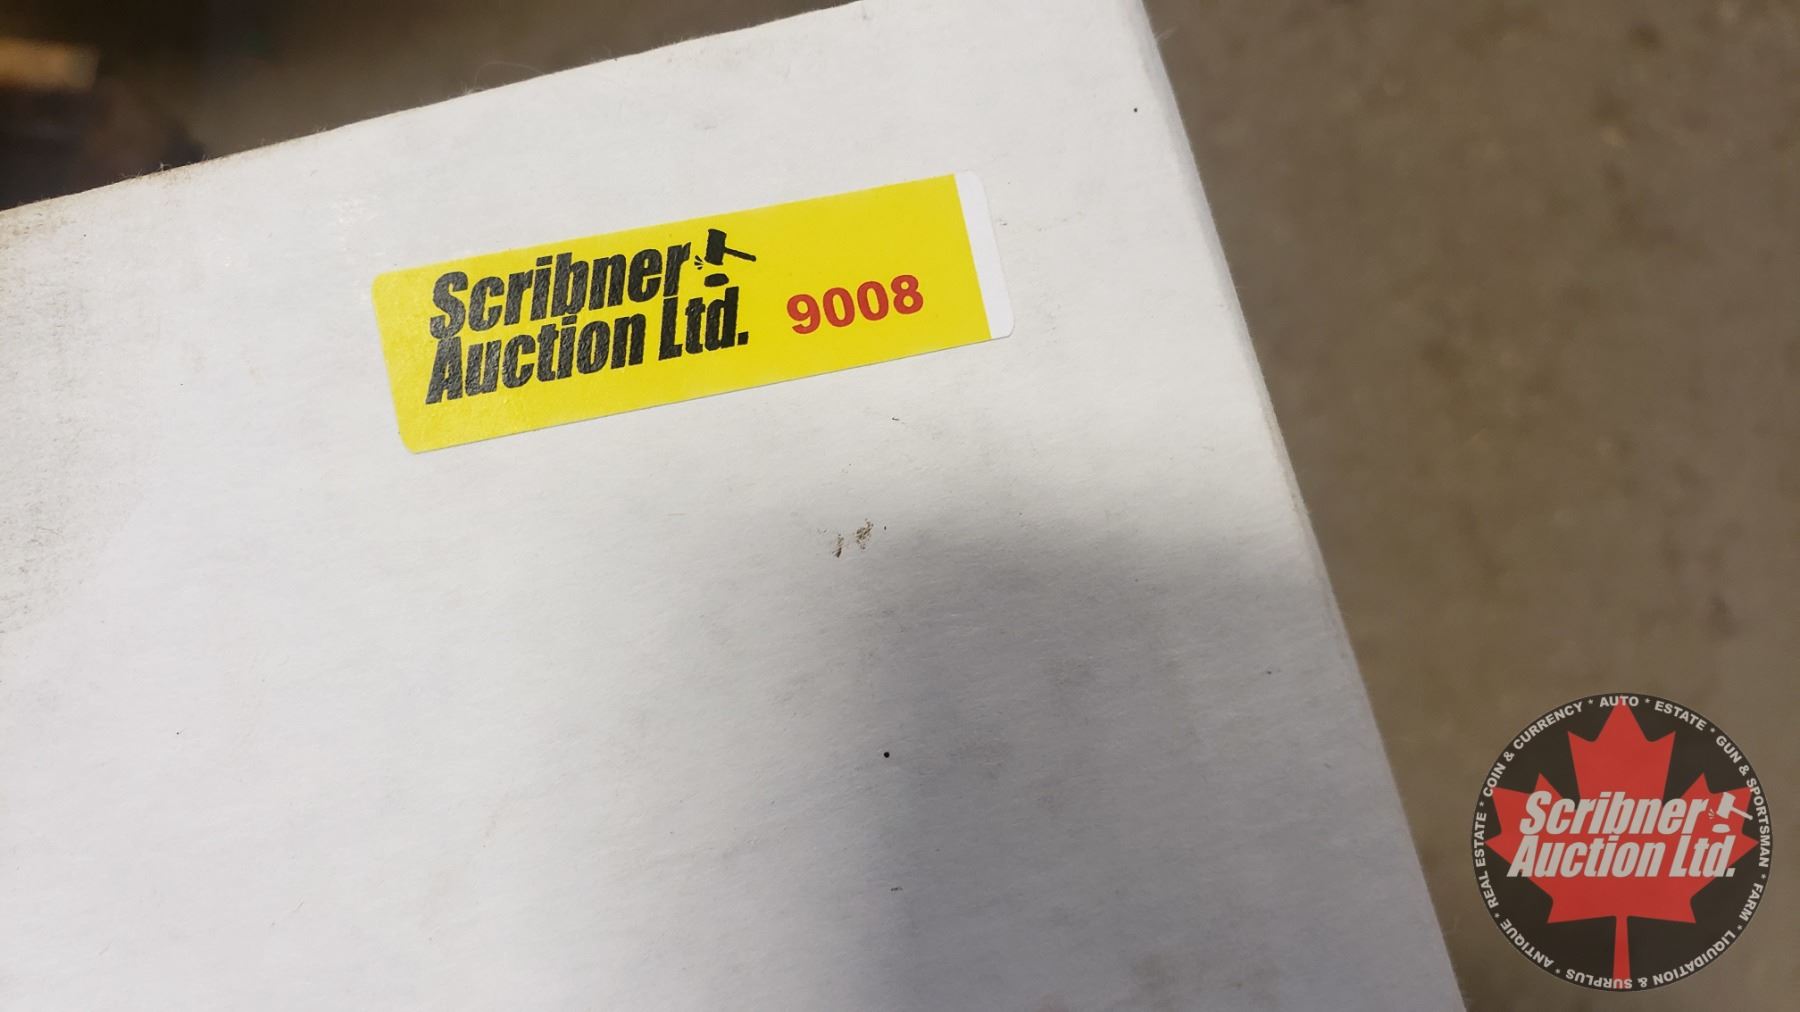 Scribner
Auction Ltd.
9008
COIN & CURRENCY * AUTO * ESTATE * GUN & SPORTSMAN * FARM * LIQUIDATION & SURPLUS * ANTIQUE * REAL ESTATE *
Scribner
Auction Ltd.